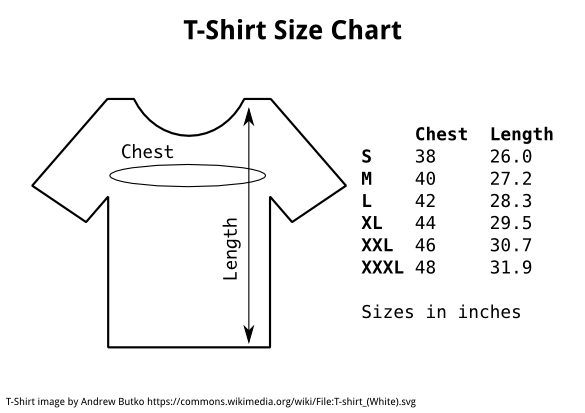 T-Shirt Size Chart
Chest
Length
Chest Length
S 38 26.0
M 40 27.2
L 42 28.3
XL 44 29.5
XXL 46 30.7
XXXL 48 31.9
Sizes in inches
T-Shirt image by Andrew Butko https://commons.wikimedia.org/wiki/File:T-shirt_(White).svg